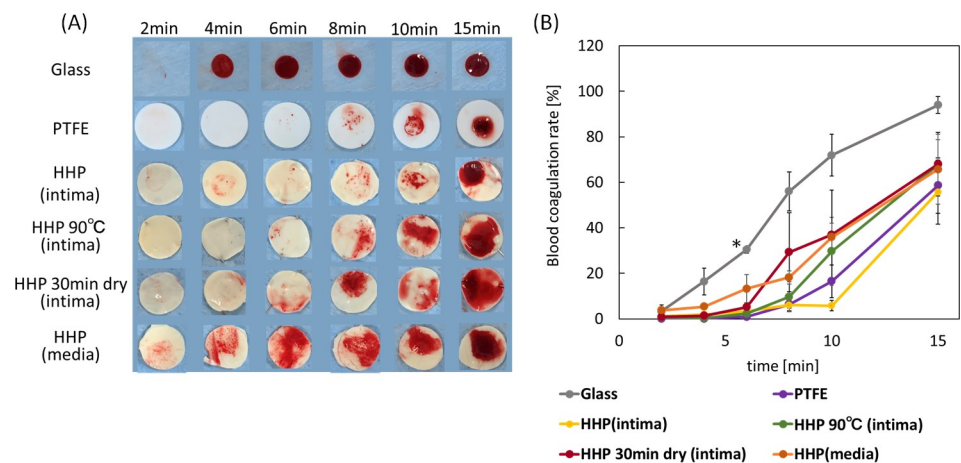 (A)
2min 4min 6min 8min 10min 15min
Glass
PTFE
HHP
(intima)
HHP 90℃
(intima)
HHP 30min dry
(intima)
HHP
(media)
(B)
Blood coagulation rate [%]
120
100
80
60
40
20
0
*
0 5 10 15
time [min]
Glass PTFE
HHP(intima) HHP 90℃ (intima)
HHP 30min dry (intima) HHP(media)